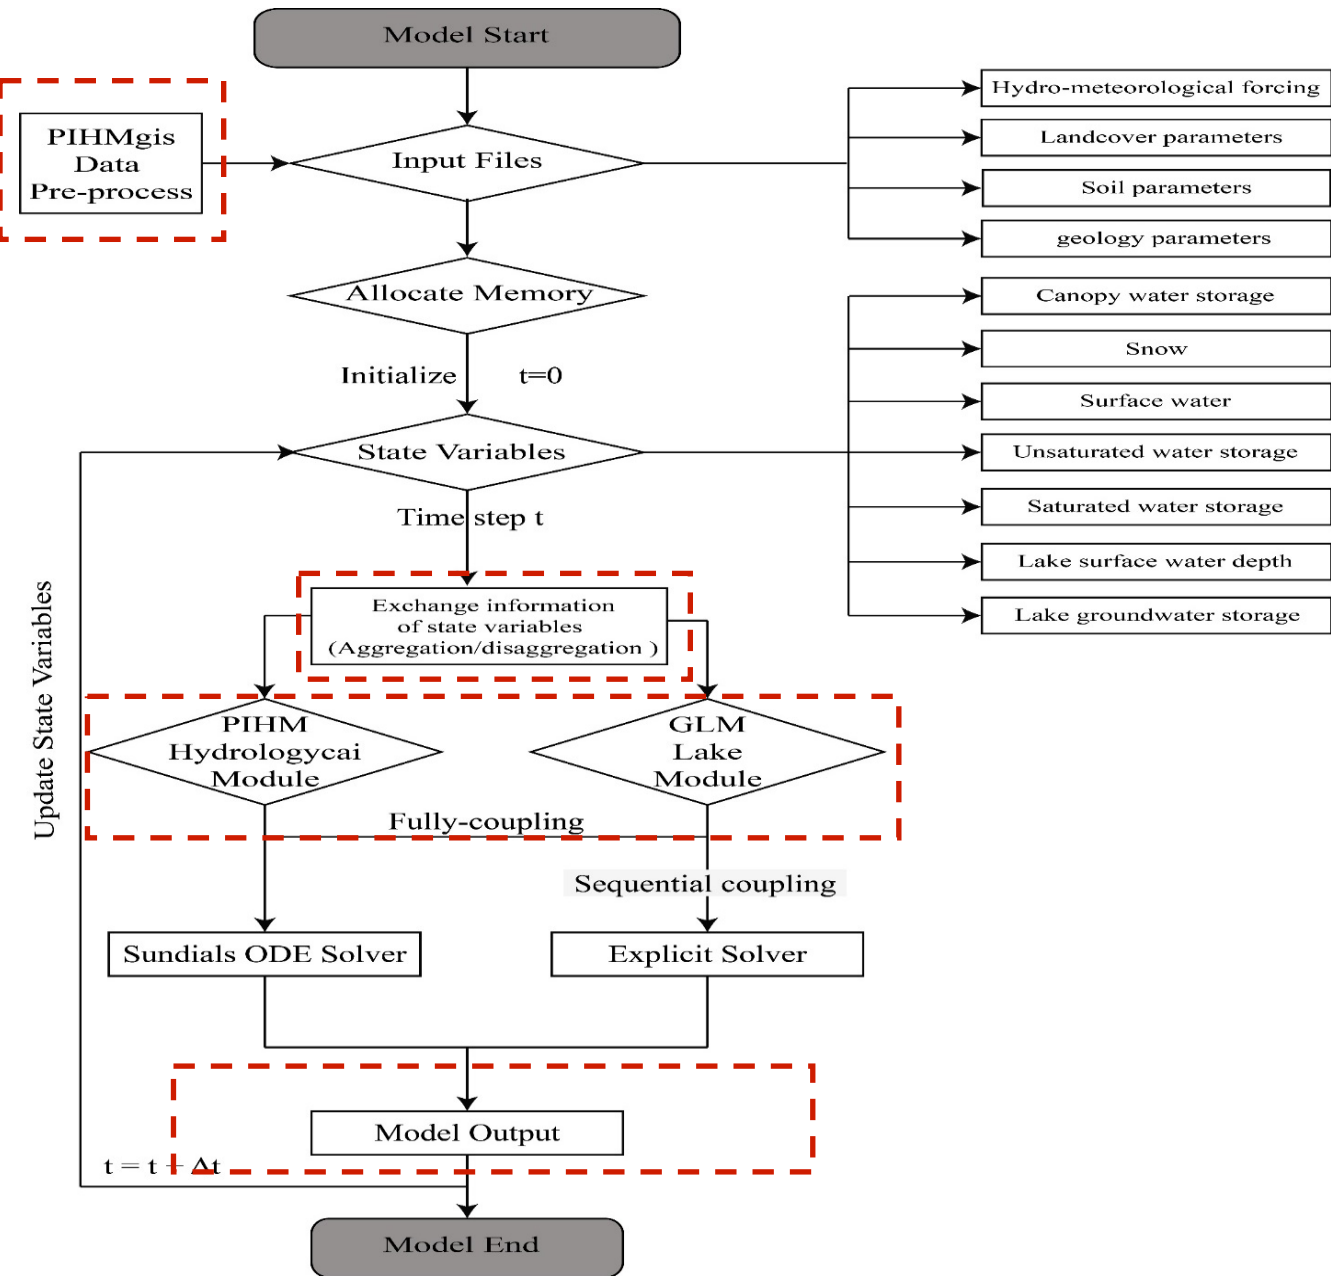 Model Start
PIHMgis
Data
Pre-process
Input Files
Hydro-meteorological forcing
Landcover parameters
Soil parameters
geology parameters
Allocate Memory
Initialize t=0
State Variables
Canopy water storage
Snow
Surface water
Unsaturated water storage
Saturated water storage
Lake surface water depth
Lake groundwater storage
Time step t
Exchange information
of state variables
(Aggregation/disaggregation )
Update State Variables
PIHM
Hydrologycai
Module
GLM
Lake
Module
Fully-coupling
Sequential coupling
Sundials ODE Solver
Explicit Solver
Model Output
t = t + Δt
Model End